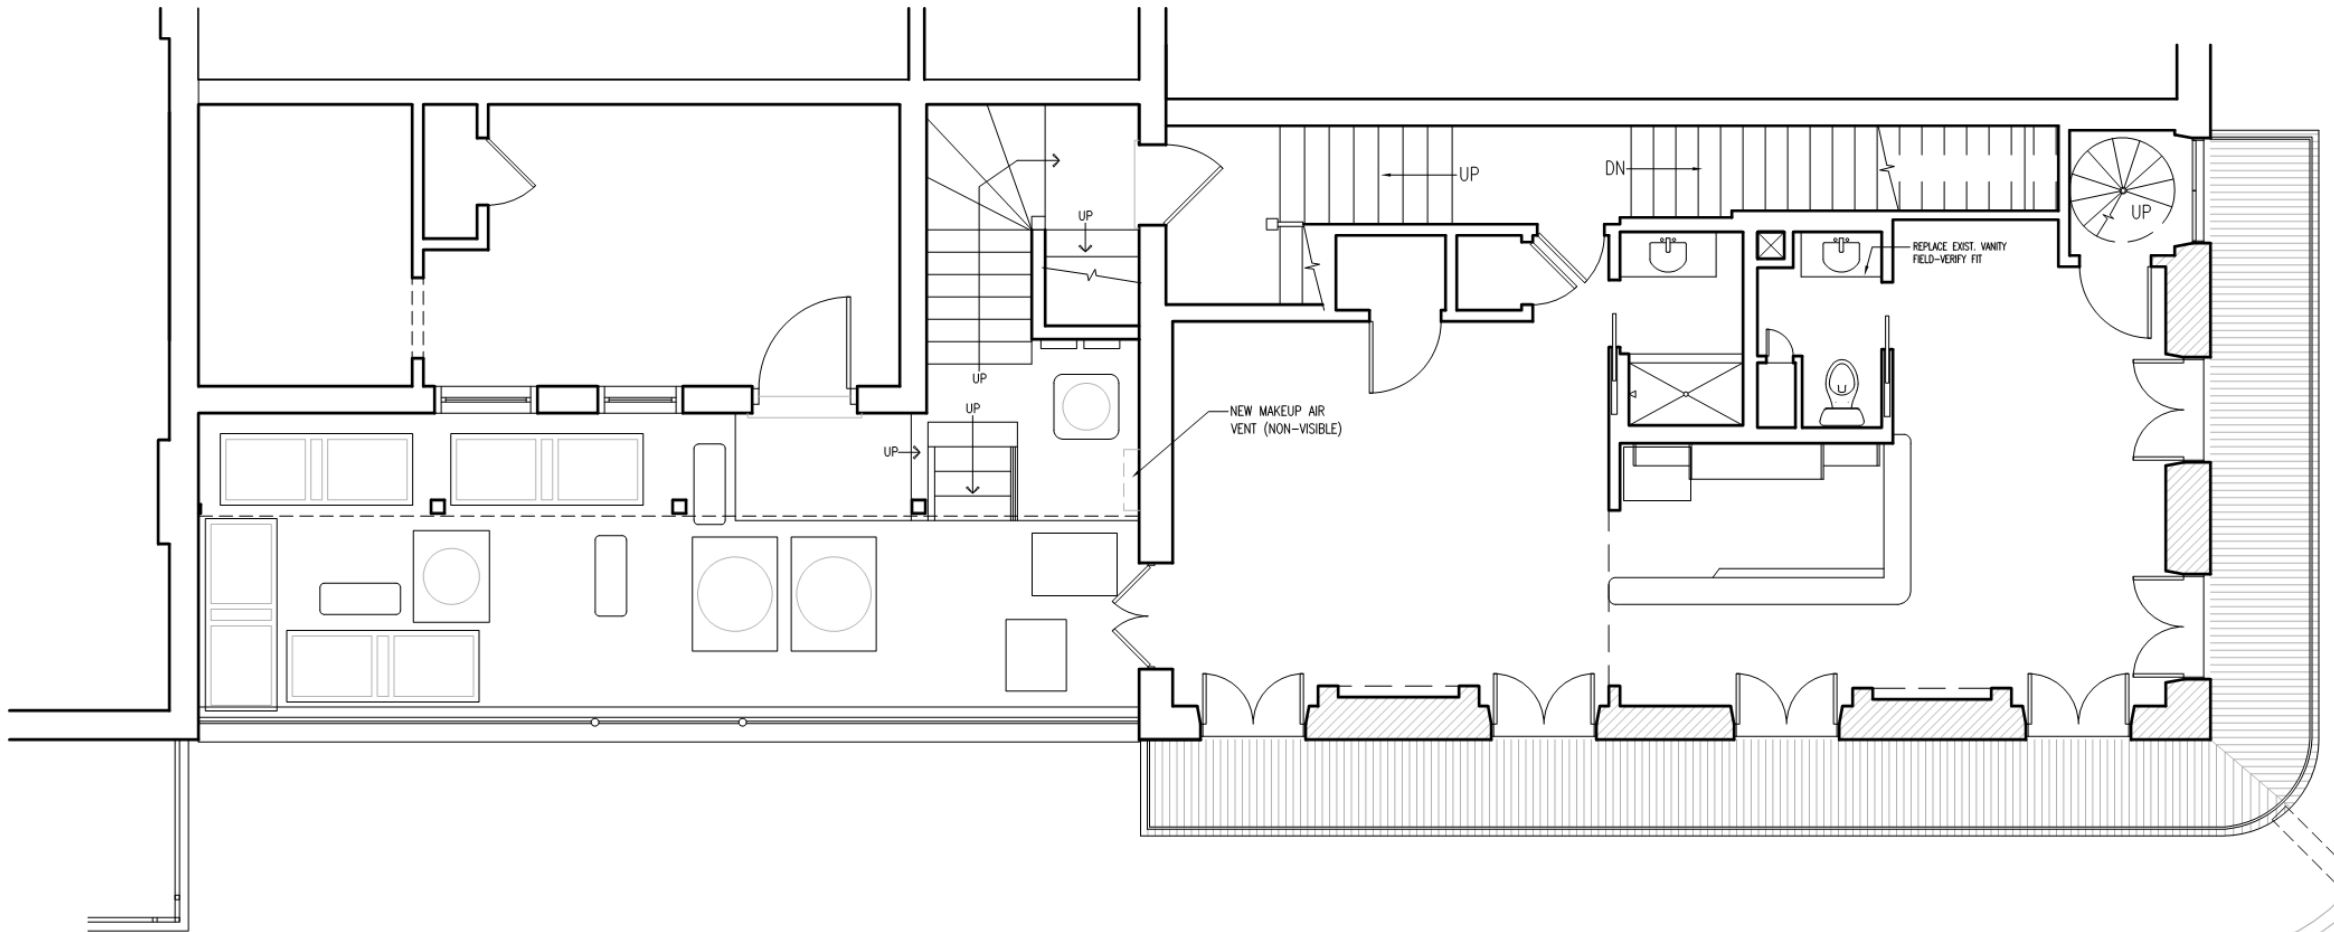 UP
DN
UP
UP
UP
REPLACE EXIST. VANITY
FIELD-VERIFY FIT
UP
UP
NEW MAKEUP AIR
VENT (NON-VISIBLE)
UP